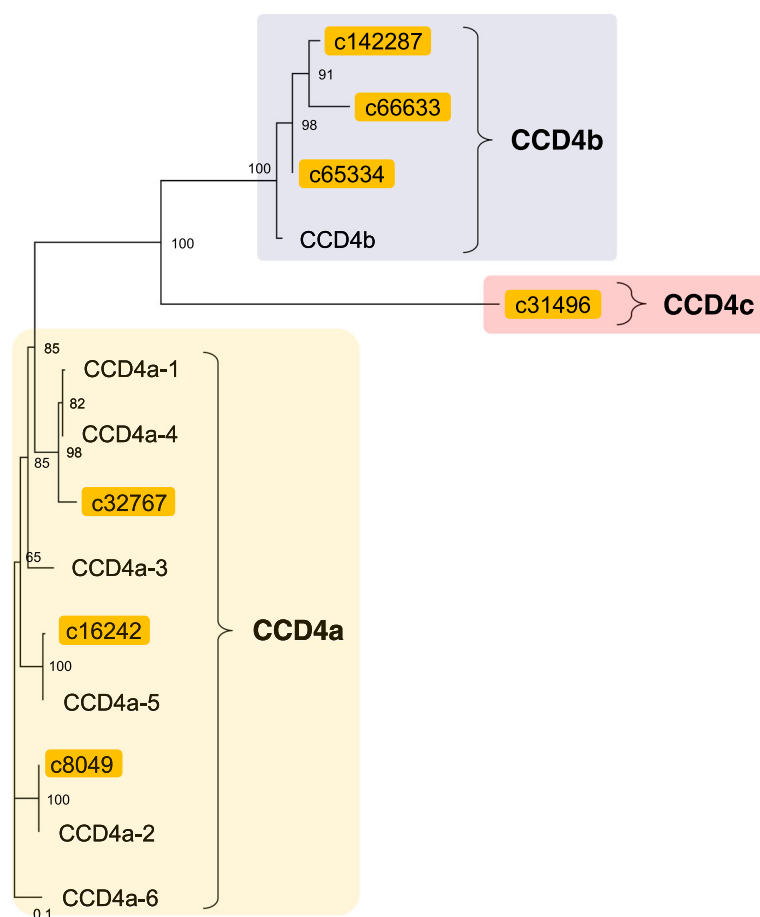 c142287
91
c66633
98
CCD4b
100
c65334
CCD4b
100
c31496
CCD4c
85
CCD4a-1
82
CCD4a-4
98
85
c32767
65
CCD4a-3
c16242
CCD4a
100
CCD4a-5
c8049
100
CCD4a-2
CCD4a-6
0.1